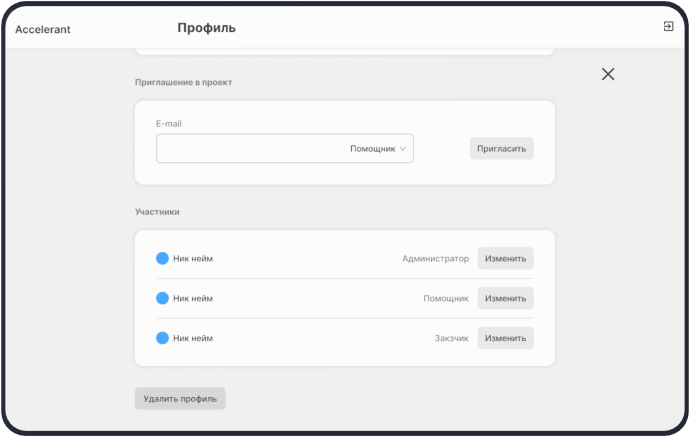 Accelerant
Профиль
Приглашение в проект
E-mail
Помощник
Пригласить
Участники
Ник нейм
Администратор
Изменить
Ник нейм
Помощник
Изменить
Ник нейм
Закзчик
Изменить
Удалить профиль